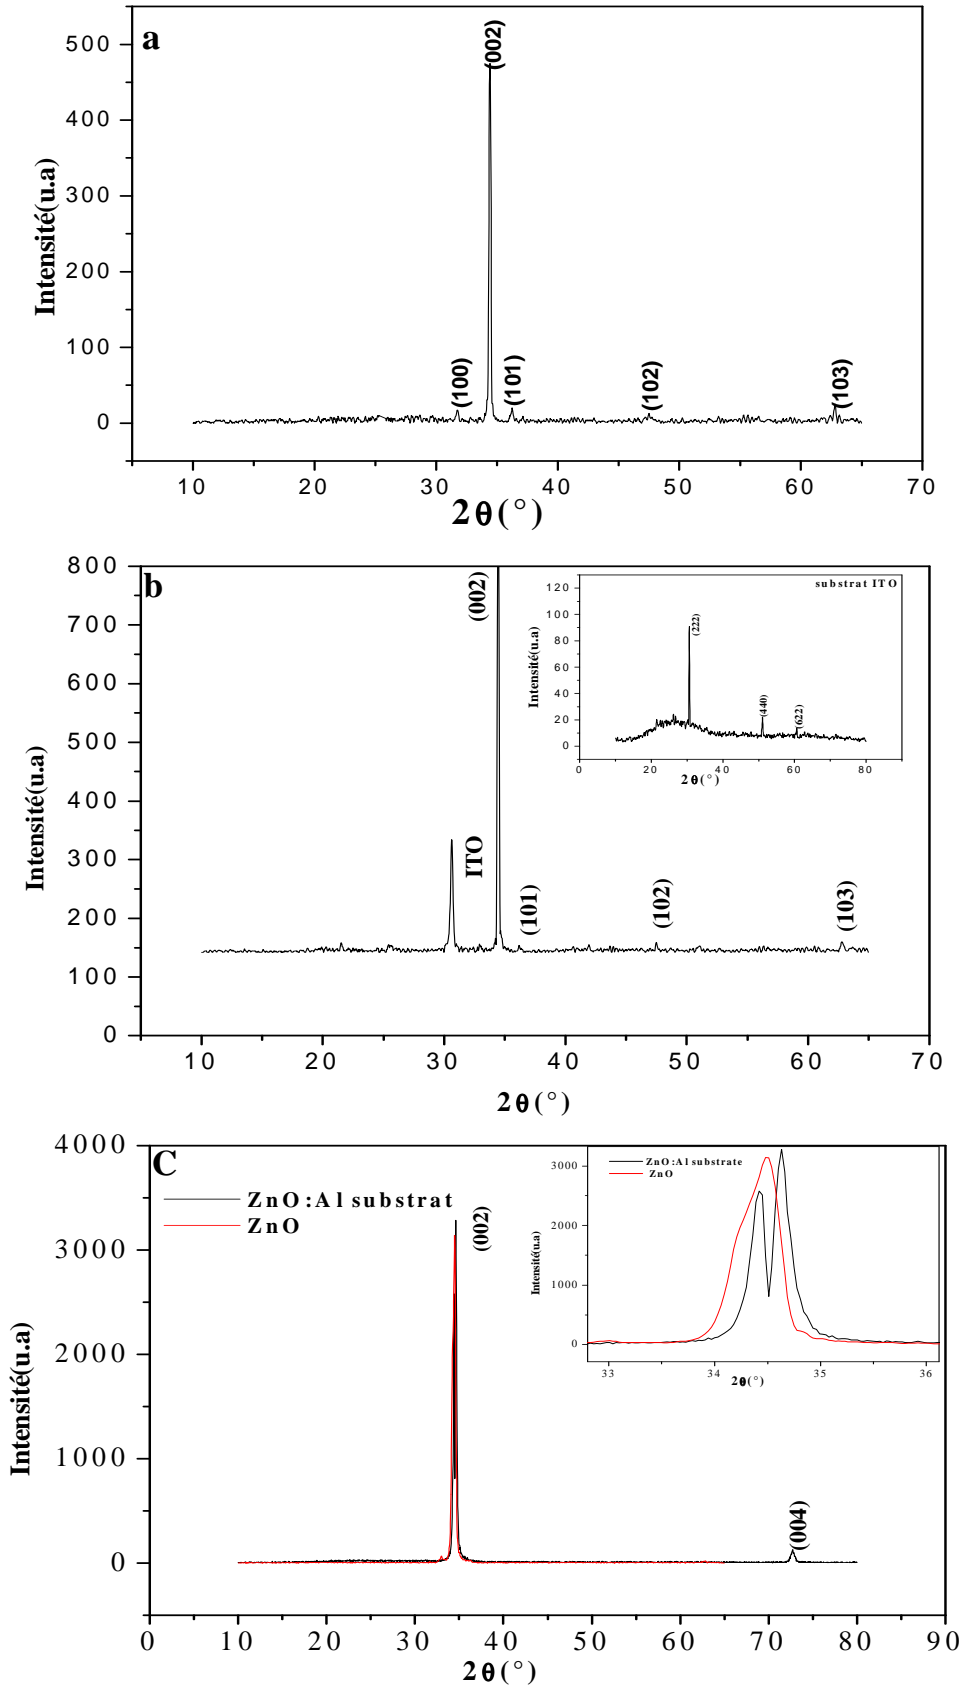 a
500
400
300
200
100
0
Intensité(u.a)
(100)
(002)
(101)
(102)
(103)
10 20 30 40 50 60 70
2θ(°)
b
800
700
600
500
400
300
200
100
0
Intensité(u.a)
ITO
(002)
(101)
(102)
(103)
10 20 30 40 50 60 70
2θ(°)
substrat ITO
120
100
80
60
40
20
0
Intensité(u.a)
(222)
(440)
(622)
0 20 40 60 80
2θ(°)
C
4000
3000
2000
1000
0
Intensité(u.a)
ZnO:Al substrat
ZnO
(002)
(004)
0 10 20 30 40 50 60 70 80 90
2θ(°)
ZnO:Al substrate
ZnO
3000
2000
1000
0
Intensité(u.a)
33 34 35 36
2θ(°)